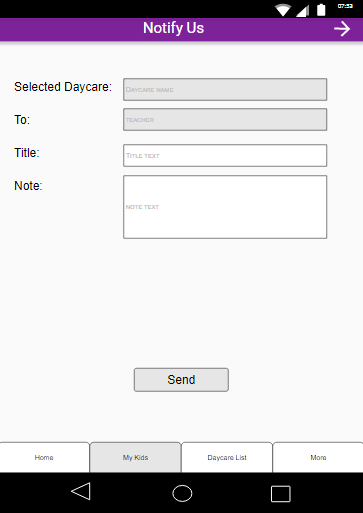 07:53
Notify Us
Selected Daycare: Daycare name
To: teacher
Title: Title text
Note: note text
Send
Home My Kids Daycare List More